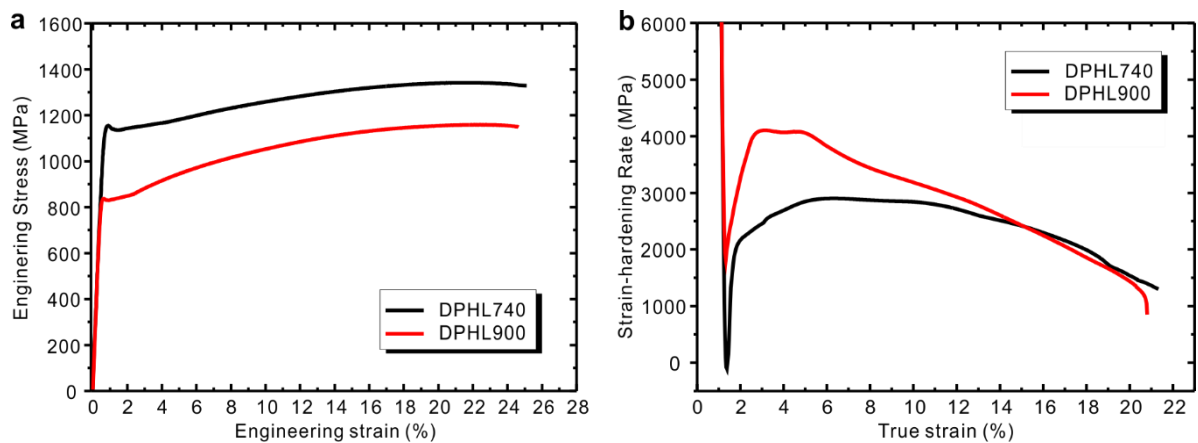 a
1600
1400
1200
1000
800
600
400
200
0
0 2 4 6 8 10 12 14 16 18 20 22 24 26 28
Engineering Stress (MPa)
Engineering strain (%)
DPHL740
DPHL900
b
6000
5000
4000
3000
2000
1000
0
0 2 4 6 8 10 12 14 16 18 20 22
Strain-hardening Rate (MPa)
True strain (%)
DPHL740
DPHL900